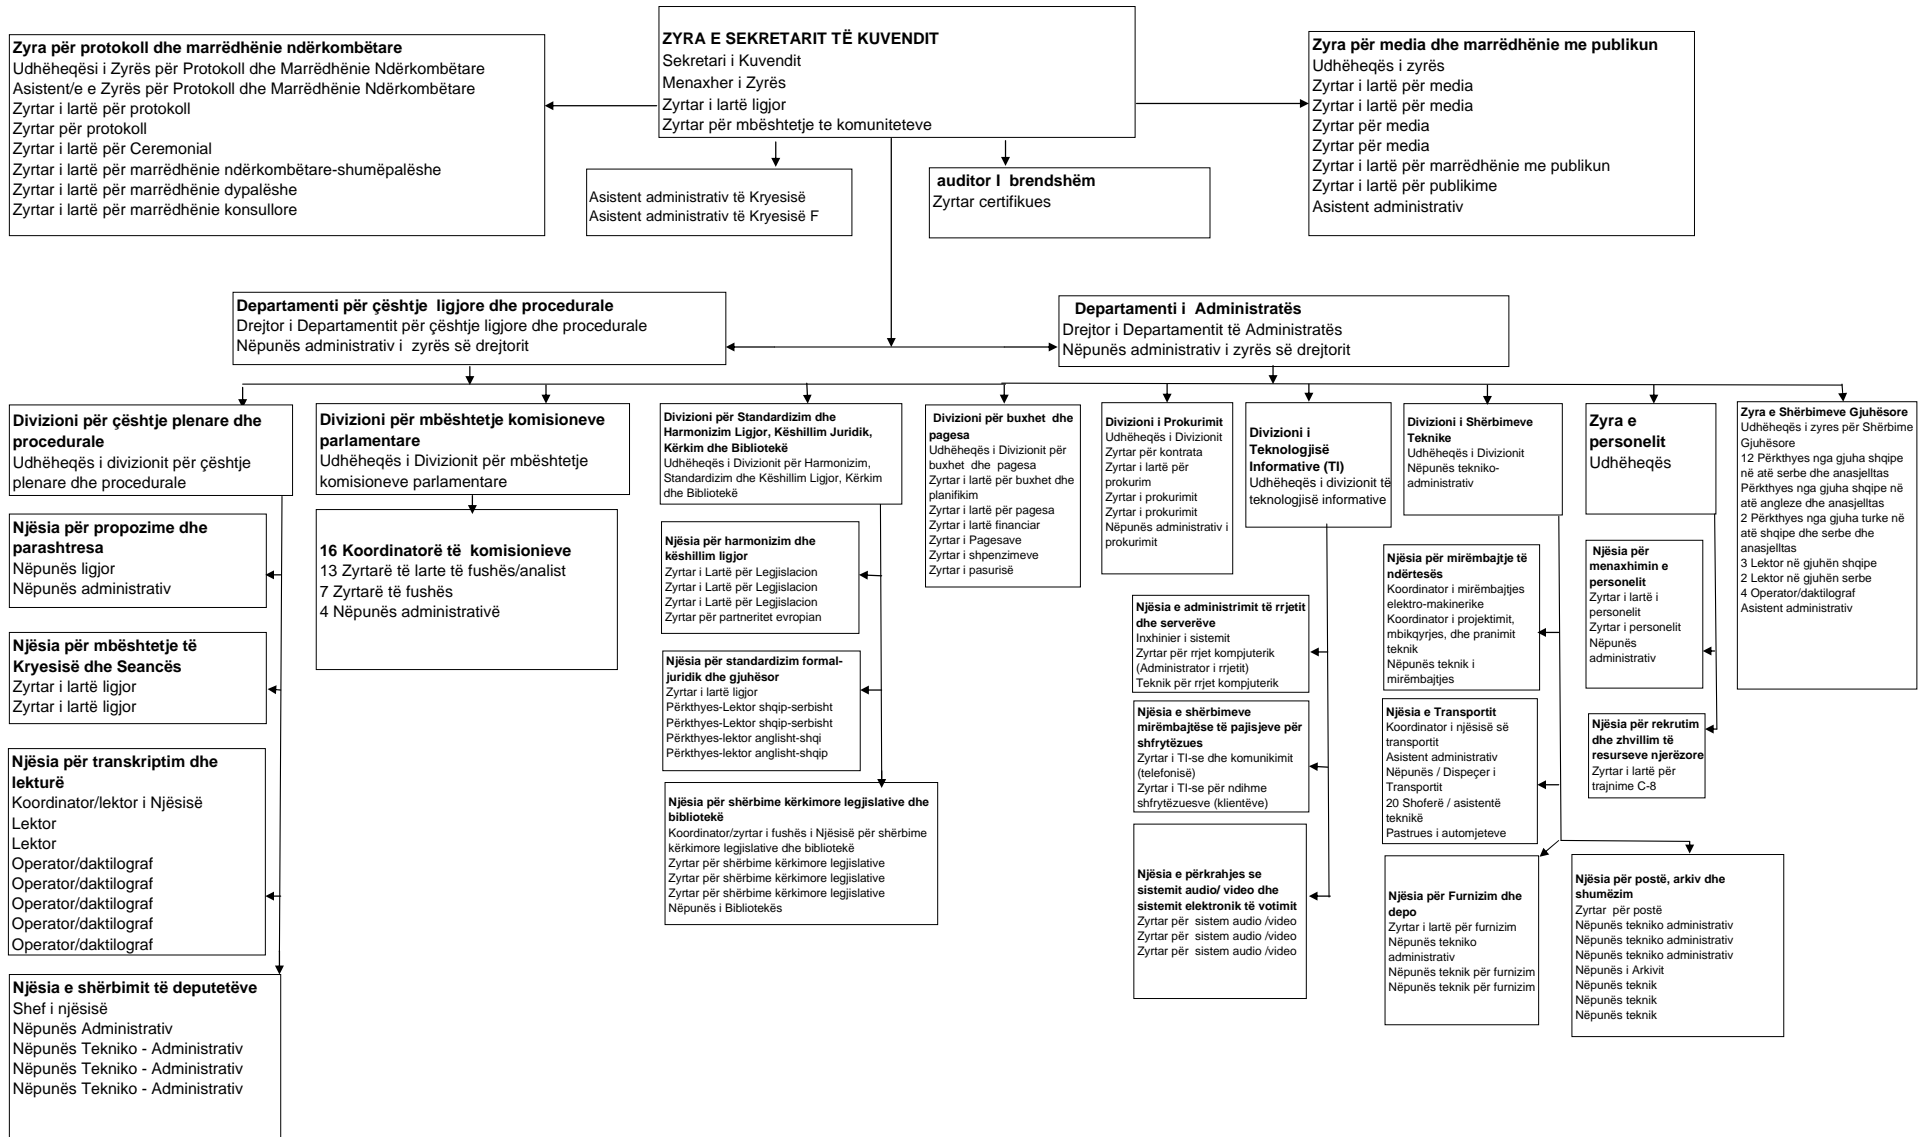 Zyra për protokoll dhe marrëdhënie ndërkombëtare
Udhëheqësi i Zyrës për Protokoll dhe Marrëdhënie Ndërkombëtare
Asistent/e e Zyrës për Protokoll dhe Marrëdhënie Ndërkombëtare
Zyrtar i lartë për protokoll
Zyrtar për protokoll
Zyrtar i lartë për Ceremonial
Zyrtar i lartë për marrëdhënie ndërkombëtare-shumëpalëshe
Zyrtar i lartë për marrëdhënie dypalëshe
Zyrtar i lartë për marrëdhënie konsullore
ZYRA E SEKRETARIT TË KUVENDIT
Sekretari i Kuvendit
Menaxher i Zyrës
Zyrtar i lartë ligjor
Zyrtar për mbështetje te komuniteteve
Zyra për media dhe marrëdhënie me publikun
Udhëheqës i zyrës
Zyrtar i lartë për media
Zyrtar i lartë për media
Zyrtar për media
Zyrtar për media
Zyrtar i lartë për marrëdhënie me publikun
Zyrtar i lartë për publikime
Asistent administrativ
Asistent administrativ të Kryesisë
Asistent administrativ të Kryesisë F
auditor I brendshëm
Zyrtar certifikues
Departamenti për çështje ligjore dhe procedurale
Drejtor i Departamentit për çështje ligjore dhe procedurale
Nëpunës administrativ i zyrës së drejtorit
Departamenti i Administratës
Drejtor i Departamentit të Administratës
Nëpunës administrativ i zyrës së drejtorit
Divizioni për çështje plenare dhe
procedurale
Udhëheqës i divizionit për çështje
plenare dhe procedurale
Njësia për propozime dhe
parashtresa
Nëpunës ligjor
Nëpunës administrativ
Njësia për mbështetje të
Kryesisë dhe Seancës
Zyrtar i lartë ligjor
Zyrtar i lartë ligjor
Njësia për transkriptim dhe
lekturë
Koordinator/lektor i Njësisë
Lektor
Lektor
Operator/daktilograf
Operator/daktilograf
Operator/daktilograf
Operator/daktilograf
Operator/daktilograf
Njësia e shërbimit të deputetëve
Shef i njësisë
Nëpunës Administrativ
Nëpunës Tekniko - Administrativ
Nëpunës Tekniko - Administrativ
Nëpunës Tekniko - Administrativ
Divizioni për mbështetje komisioneve
parlamentare
Udhëheqës i Divizionit për mbështetje
komisioneve parlamentare
16 Koordinatorë të komisionieve
13 Zyrtarë të larte të fushës/analist
7 Zyrtarë të fushës
4 Nëpunës administrativë
Divizioni për Standardizim dhe
Harmonizim Ligjor, Këshillim Juridik,
Kërkim dhe Bibliotekë
Udhëheqës i Divizionit për Harmonizim,
Standardizim dhe Këshillim Ligjor, Kërkim
dhe Bibliotekë
Njësia për harmonizim dhe
këshillim ligjor
Zyrtar i Lartë për Legjislacion
Zyrtar i Lartë për Legjislacion
Zyrtar i Lartë për Legjislacion
Zyrtar për partneritet evropian
Njësia për standardizim formal-
juridik dhe gjuhësor
Zyrtar i lartë ligjor
Përkthyes-Lektor shqip-serbisht
Përkthyes-Lektor shqip-serbisht
Përkthyes-lektor anglisht-shqi
Përkthyes-lektor anglisht-shqip
Njësia për shërbime kërkimore legjislative dhe
bibliotekë
Koordinator/zyrtar i fushës i Njësisë për shërbime
kërkimore legjislative dhe bibliotekë
Zyrtar për shërbime kërkimore legjislative
Zyrtar për shërbime kërkimore legjislative
Zyrtar për shërbime kërkimore legjislative
Nëpunës i Bibliotekës
Divizioni për buxhet dhe
pagesa
Udhëheqës i Divizionit për
buxhet dhe pagesa
Zyrtar i lartë për buxhet dhe
planifikim
Zyrtar i lartë për pagesa
Zyrtar i lartë financiar
Zyrtar i Pagesave
Zyrtar i shpenzimeve
Zyrtar i pasurisë
Divizioni i Prokurimit
Udhëheqës i Divizionit
Zyrtar për kontrata
Zyrtar i lartë për
prokurim
Zyrtar i prokurimit
Zyrtar i prokurimit
Nëpunës administrativ i
prokurimit
Divizioni i
Teknologjisë
Informative (TI)
Udhëheqës i divizionit të
teknologjisë informative
Njësia e administrimit të rrjetit
dhe serverëve
Inxhinier i sistemit
Zyrtar për rrjet kompjuterik
(Administrator i rrjetit)
Teknik për rrjet kompjuterik
Njësia e shërbimeve
mirëmbajtëse të pajisjeve për
shfrytëzues
Zyrtar i TI-se dhe komunikimit
(telefonisë)
Zyrtar i TI-se për ndihme
shfrytëzuesve (klientëve)
Njësia e përkrahjes se
sistemit audio/ video dhe
sistemit elektronik të votimit
Zyrtar për sistem audio /video
Zyrtar për sistem audio /video
Zyrtar për sistem audio /video
Divizioni i Shërbimeve
Teknike
Udhëheqës i Divizionit
Nëpunës tekniko-
administrativ
Njësia për mirëmbajtje të
ndërtesës
Koordinator i mirëmbajtjes
elektro-makinerike
Koordinator i projektimit,
mbikqyrjes, dhe pranimit
teknik
Nëpunës teknik i
mirëmbajtjes
Njësia e Transportit
Koordinator i njësisë së
transportit
Asistent administrativ
Nëpunës / Dispeçer i
Transportit
20 Shoferë / asistentë
teknikë
Pastrues i automjeteve
Njësia për Furnizim dhe
depo
Zyrtar i lartë për furnizim
Nëpunës tekniko
administrativ
Nëpunës teknik për furnizim
Nëpunës teknik për furnizim
Njësia për postë, arkiv dhe
shumëzim
Zyrtar për postë
Nëpunës tekniko administrativ
Nëpunës tekniko administrativ
Nëpunës tekniko administrativ
Nëpunës i Arkivit
Nëpunës teknik
Nëpunës teknik
Nëpunës teknik
Zyra e
personelit
Udhëheqës
Njësia për
menaxhimin e
personelit
Zyrtar i lartë i
personelit
Zyrtar i personelit
Nëpunës
administrativ
Njësia për rekrutim
dhe zhvillim të
resurseve njerëzore
Zyrtar i lartë për
trajnime C-8
Zyra e Shërbimeve Gjuhësore
Udhëheqës i zyres për Shërbime
Gjuhësore
12 Përkthyes nga gjuha shqipe
në atë serbe dhe anasjelltas
Përkthyes nga gjuha shqipe në
atë angleze dhe anasjelltas
2 Përkthyes nga gjuha turke në
atë shqipe dhe serbe dhe
anasjelltas
3 Lektor në gjuhën shqipe
2 Lektor në gjuhën serbe
4 Operator/daktilograf
Asistent administrativ